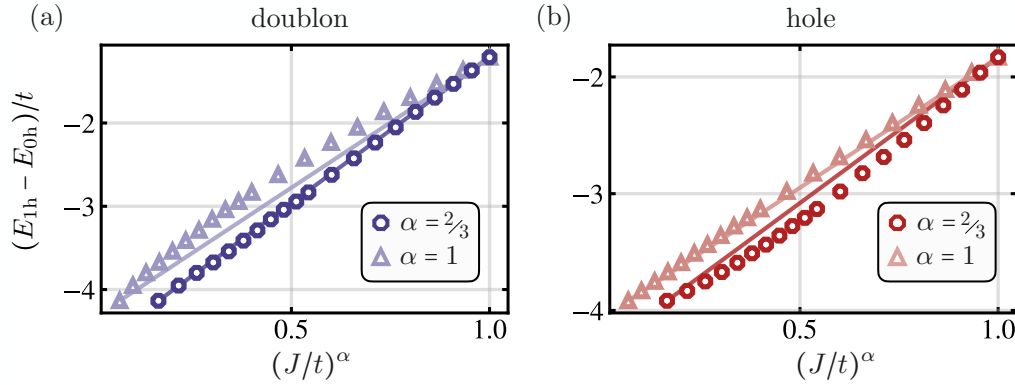 (a) doublon
(E₁ₕ − E₀ₕ)/t
−2
−3
−4
0.5 1.0
(J/t)^α
α = 2/3
α = 1
(b) hole
−2
−3
−4
0.5 1.0
(J/t)^α
α = 2/3
α = 1